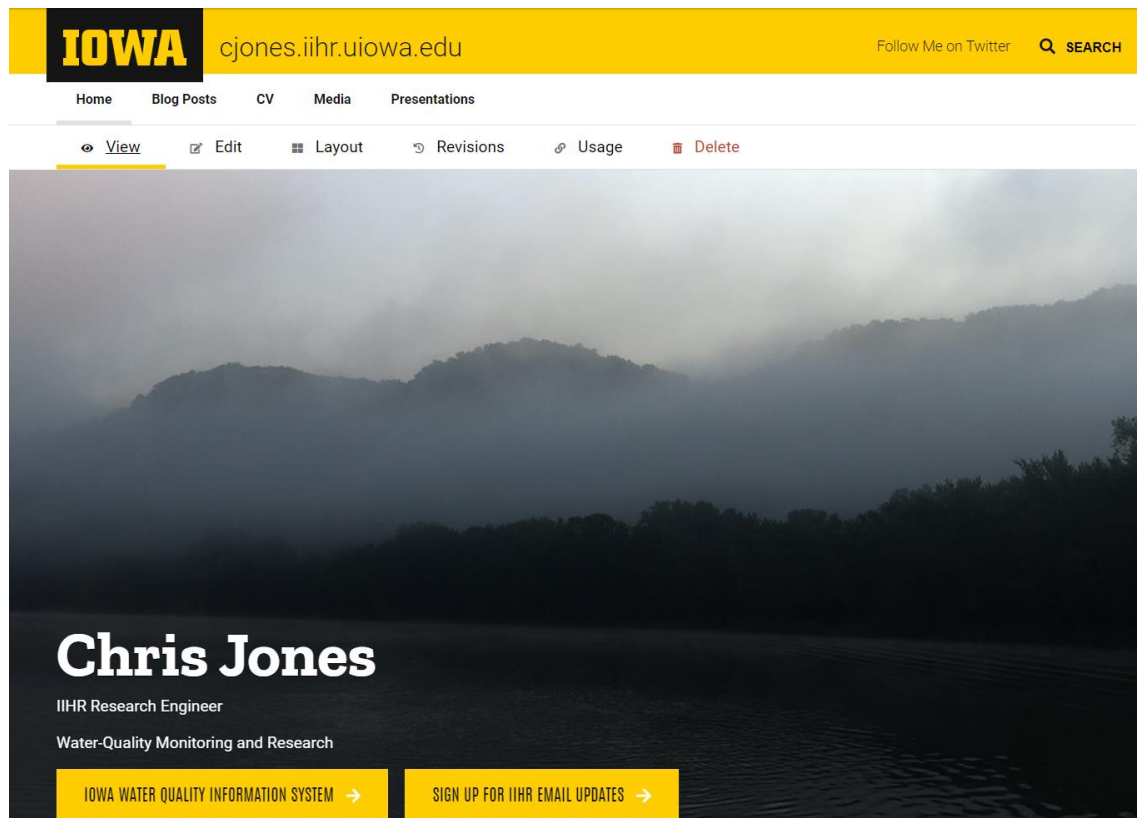 IOWA cjones.iihr.uiowa.edu Follow Me on Twitter SEARCH
Home Blog Posts CV Media Presentations
View Edit Layout Revisions Usage Delete
Chris Jones
IIHR Research Engineer
Water-Quality Monitoring and Research
IOWA WATER QUALITY INFORMATION SYSTEM → SIGN UP FOR IIHR EMAIL UPDATES →